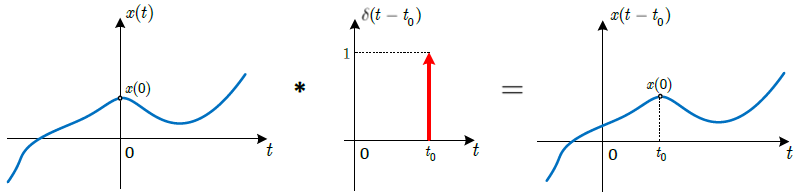 x(t)
x(0)
0
t
*
δ(t − t₀)
1
0
t₀
t
=
x(t − t₀)
x(0)
0
t₀
t